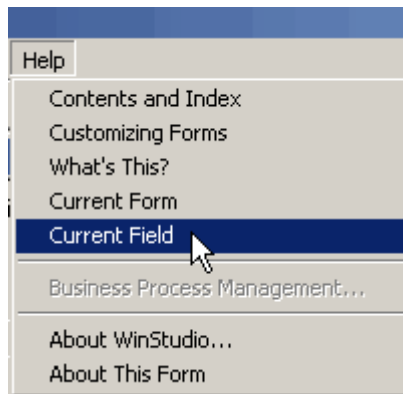 Help
Contents and Index
Customizing Forms
What's This?
Current Form
Current Field
Business Process Management...
About WinStudio...
About This Form